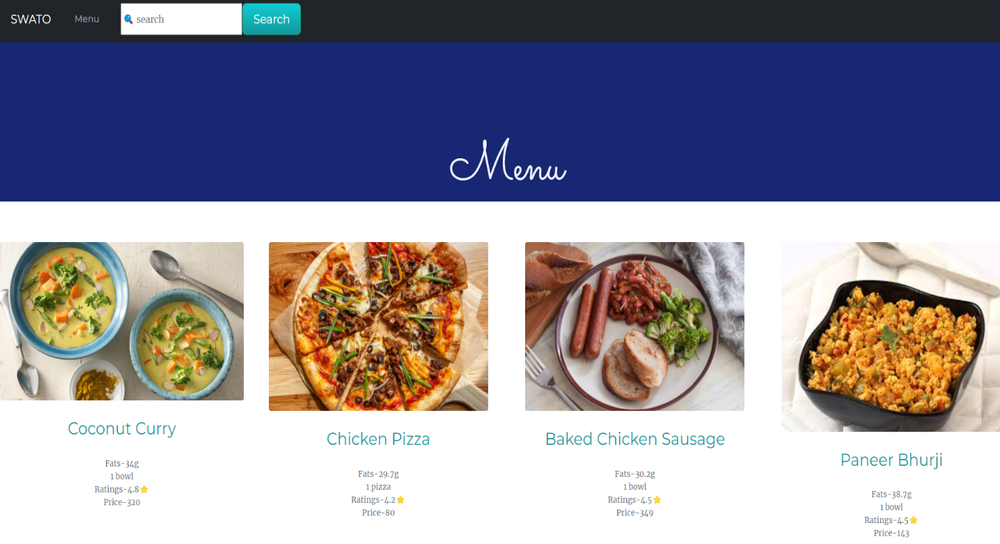 SWATO
Menu
search
Search
Menu
Coconut Curry
Fats-34g
1 bowl
Ratings-4.8⭐
Price-320
Chicken Pizza
Fats-29.7g
1 pizza
Ratings-4.2⭐
Price-80
Baked Chicken Sausage
Fats-30.2g
1 bowl
Ratings-4.5⭐
Price-349
Paneer Bhurji
Fats-38.7g
1 bowl
Ratings-4.5⭐
Price-143